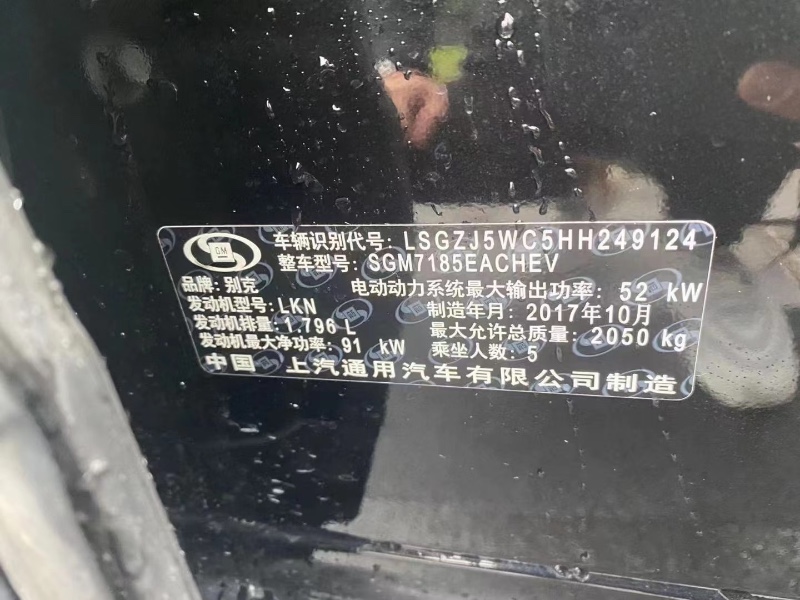 GM
车辆识别代号: LSGZJ5WC5HH249124
整车型号: SGM7185EACHEV
品牌: 别克 电动动力系统最大输出功率: 52 kW
发动机型号: LKN 制造年月: 2017年10月
发动机排量: 1.796 L 最大允许总质量: 2050 kg
发动机最大净功率: 91 kW 乘坐人数: 5
中国 上汽通用汽车有限公司制造